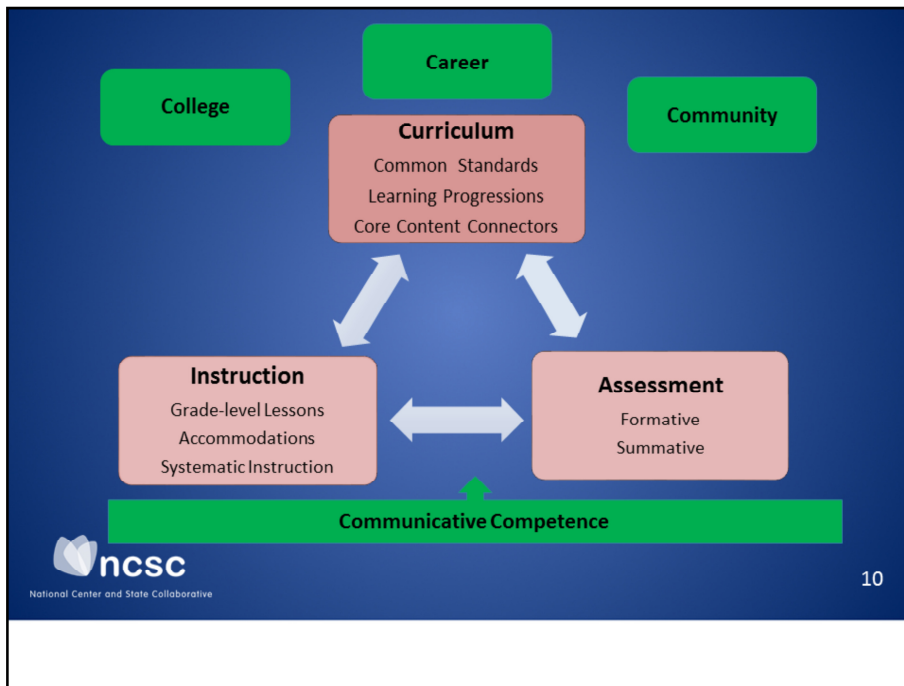 Career
College
Community
Curriculum
Common Standards
Learning Progressions
Core Content Connectors
Instruction
Grade-level Lessons
Accommodations
Systematic Instruction
Assessment
Formative
Summative
Communicative Competence
ncsc
National Center and State Collaborative
10